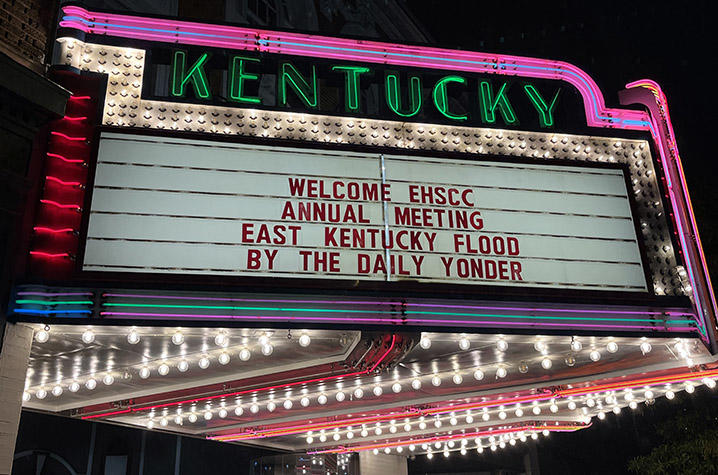 KENTUCKY
WELCOME EHSCC
ANNUAL MEETING
EAST KENTUCKY FLOOD
BY THE DAILY YONDER